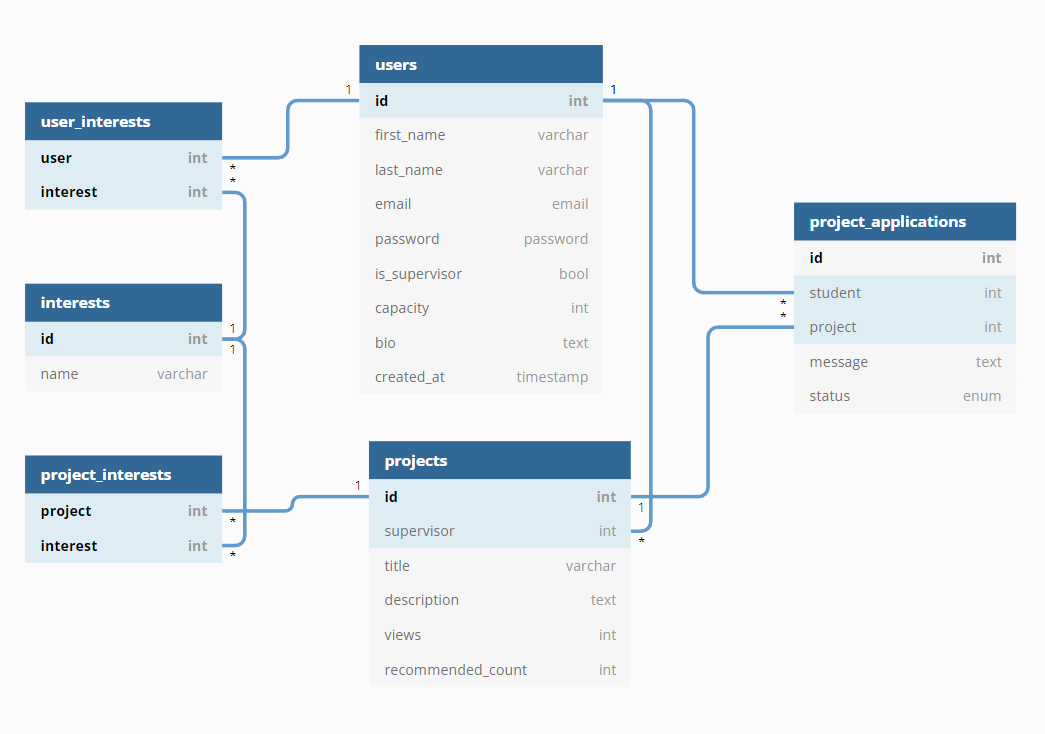 users
1
id int
1
first_name varchar
last_name varchar
email email
password password
is_supervisor bool
capacity int
bio text
created_at timestamp
user_interests
user int
*
*
interest int
interests
1
id int
1
name varchar
project_interests
project int
*
interest int
*
projects
1
id int
1
supervisor int
*
title varchar
description text
views int
recommended_count int
project_applications
id int
student int
*
*
project int
message text
status enum